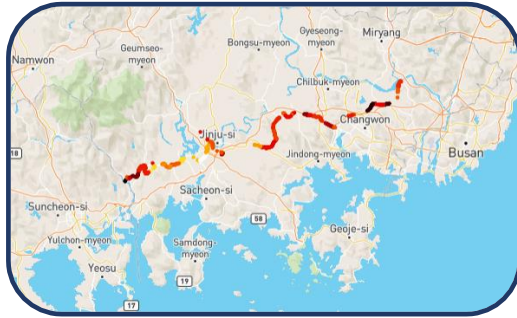 Miryang
Gyeseong-
myeon
Bongsu-myeon
Geumseo-
myeon
Namwon
Chilbuk-myeon
Jinju-si
Changwon
18
Busan
Jindong-myeon
Sacheon-si
Suncheon-si
58
Geoje-si
Yulchon-myeon
Samdong-
myeon
Yeosu
19
17